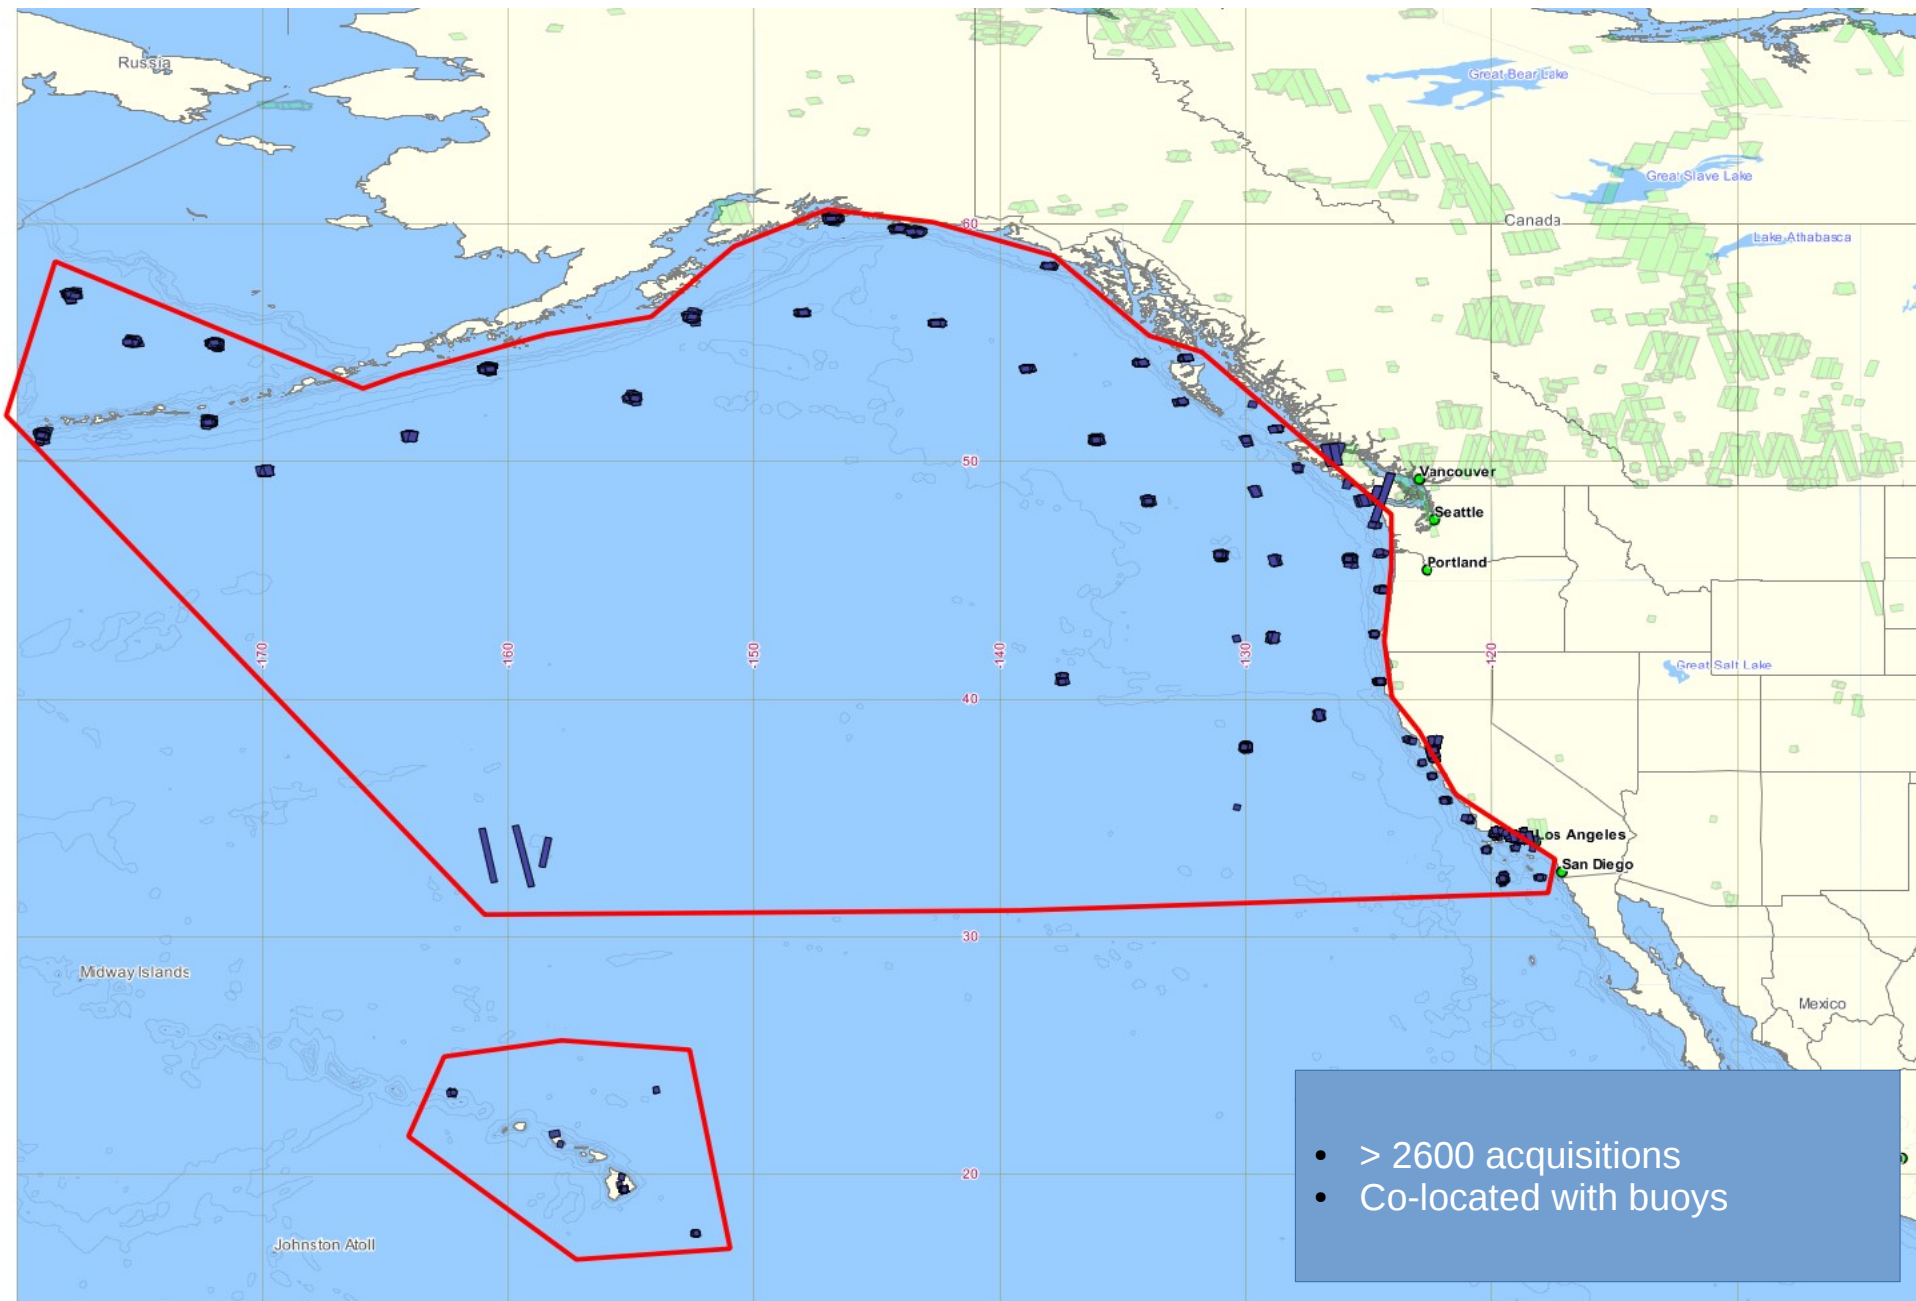 Russia
Great Bear Lake
Great Slave Lake
Canada
60
Lake Athabasca
50
Vancouver
Seattle
Portland
-170
-160
-150
-140
-130
-120
Great Salt Lake
40
Los Angeles
San Diego
30
Midway Islands
Mexico
20
Johnston Atoll
• > 2600 acquisitions
• Co-located with buoys